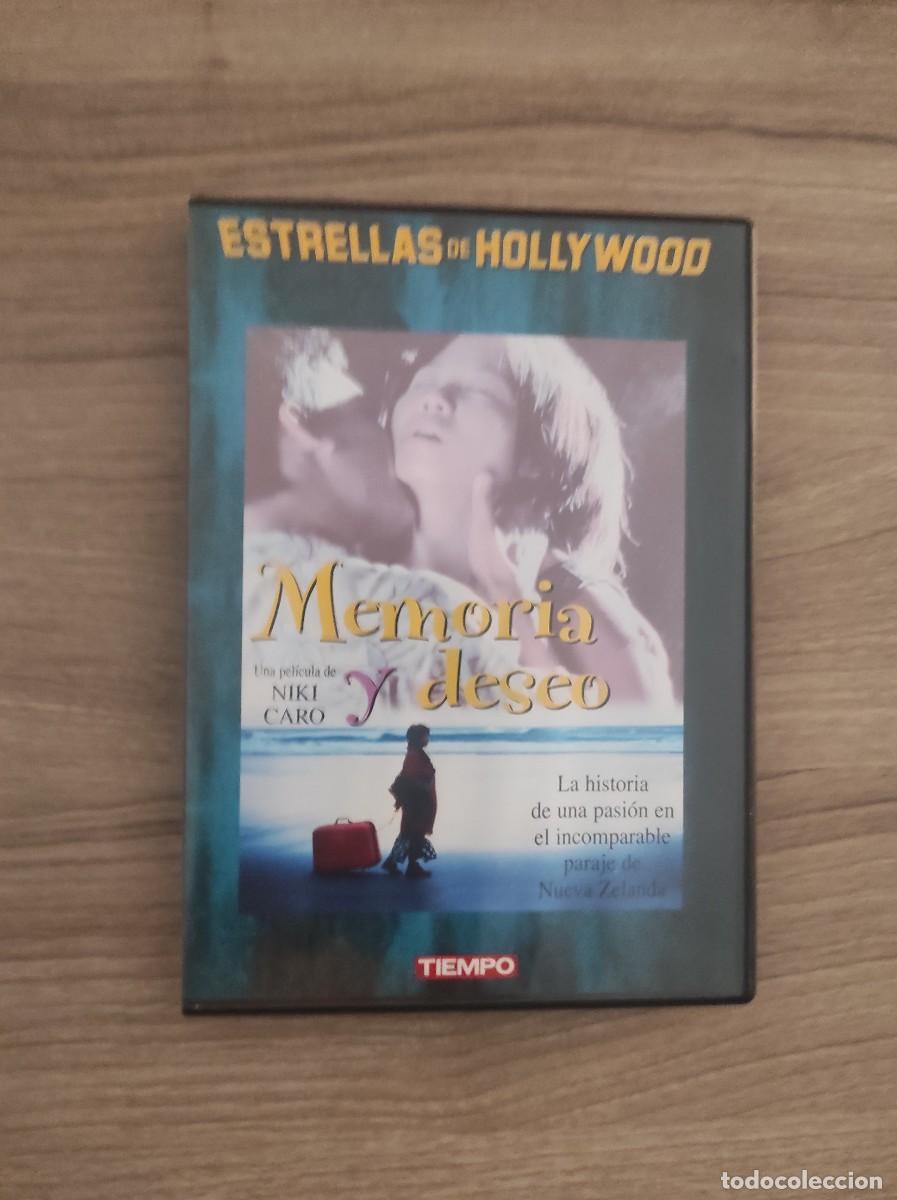 ESTRELLAS DE HOLLYWOOD
Memoria
y deseo
Una película de
NIKI
CARO
La historia
de una pasión en
el incomparable
paraje de
Nueva Zelanda
TIEMPO
todocoleccion